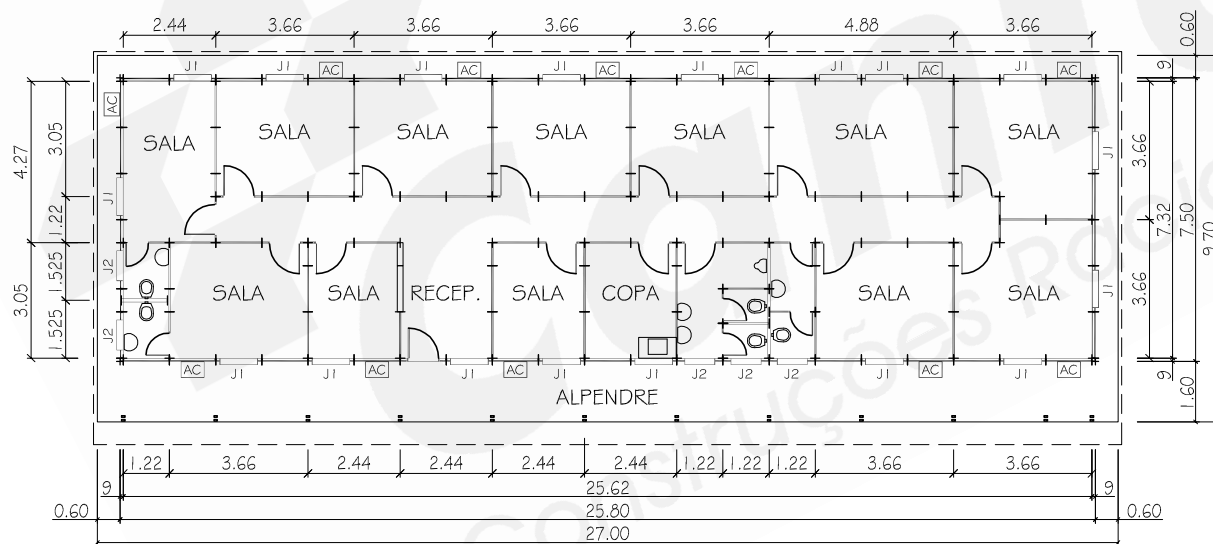 2.44 3.66 3.66 3.66 3.66 4.88 3.66 0.60
J1 J1 AC J1 AC J1 AC J1 AC J1 J1 AC J1 AC 9
AC
SALA SALA SALA SALA SALA SALA SALA
J1 3.66
4.27 3.05
J1
1.22
7.32 7.50 9.70
J2 1.525
3.05
SALA SALA RECEP. SALA COPA SALA SALA
J1 3.66
J2 1.525
AC J1 J1 AC J1 AC J1 J1 J2 J2 J2 J1 AC J1 AC 9
ALPENDRE
1.60
1.22 3.66 2.44 2.44 2.44 2.44 1.22 1.22 1.22 3.66 3.66
9 25.62 9
0.60 25.80 0.60
27.00
Construções Racio